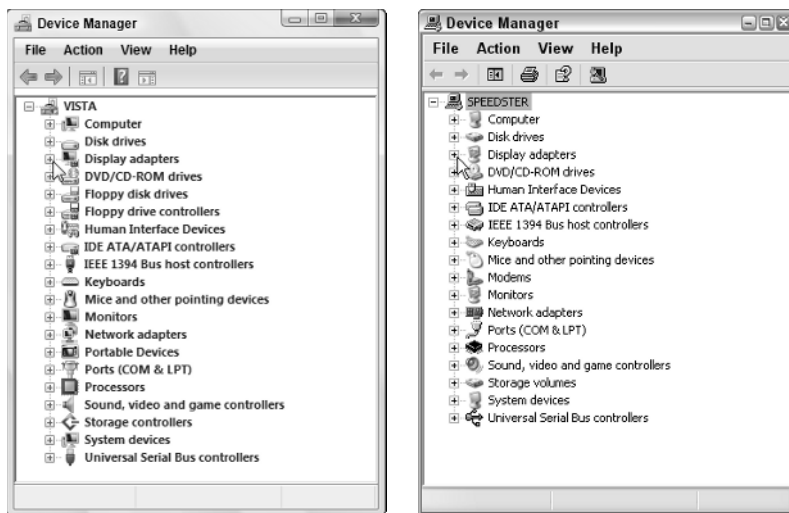 Device Manager
File Action View Help
VISTA
Computer
Disk drives
Display adapters
DVD/CD-ROM drives
Floppy disk drives
Floppy drive controllers
Human Interface Devices
IDE ATA/ATAPI controllers
IEEE 1394 Bus host controllers
Keyboards
Mice and other pointing devices
Monitors
Network adapters
Portable Devices
Ports (COM & LPT)
Processors
Sound, video and game controllers
Storage controllers
System devices
Universal Serial Bus controllers
Device Manager
File Action View Help
SPEEDSTER
Computer
Disk drives
Display adapters
DVD/CD-ROM drives
Human Interface Devices
IDE ATA/ATAPI controllers
IEEE 1394 Bus host controllers
Keyboards
Mice and other pointing devices
Modems
Monitors
Network adapters
Ports (COM & LPT)
Processors
Sound, video and game controllers
Storage volumes
System devices
Universal Serial Bus controllers